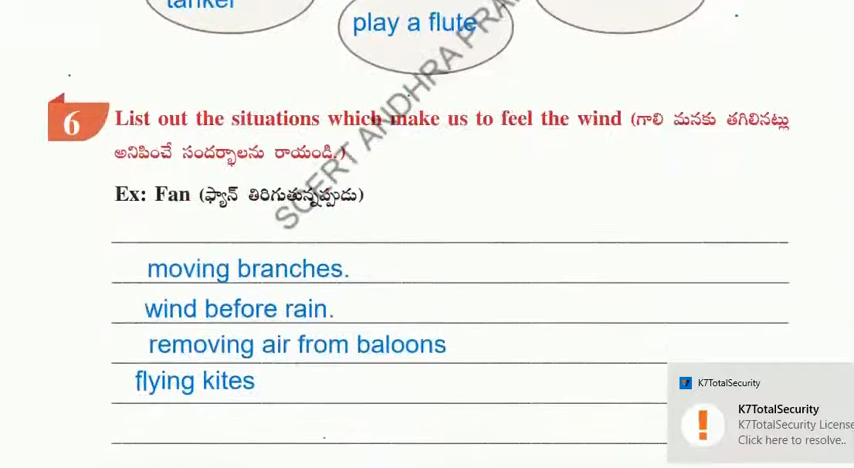 tanker
play a flute
6 List out the situations which make us to feel the wind (గాలి మనకు తగిలినట్లు
అనిపించే సందర్భాలను రాయండి.)
Ex: Fan (ఫ్యాన్ తిరిగుతున్నప్పుడు)
SCERT ANDHRA PRA
moving branches.
wind before rain.
removing air from baloons
flying kites
K7TotalSecurity
K7TotalSecurity
K7TotalSecurity License
Click here to resolve..